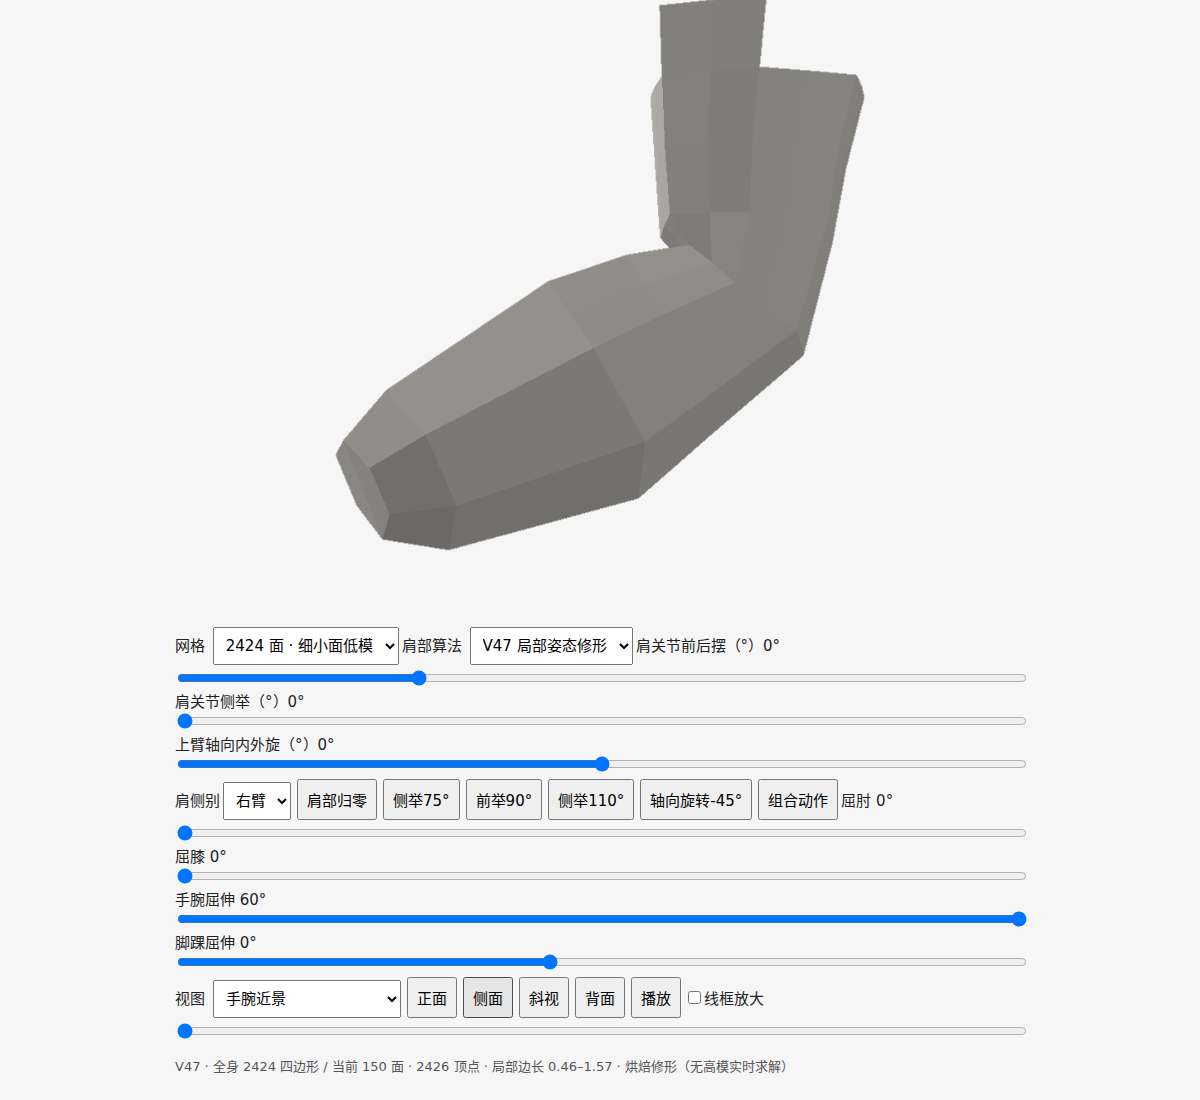 网格 2424 面 · 细小面低模 肩部算法 V47 局部姿态修形 肩关节前后摆（°）0°
肩关节侧举（°）0°
上臂轴向内外旋（°）0°
肩侧别 右臂 肩部归零 侧举75° 前举90° 侧举110° 轴向旋转-45° 组合动作 屈肘 0°
屈膝 0°
手腕屈伸 60°
脚踝屈伸 0°
视图 手腕近景 正面 侧面 斜视 背面 播放 线框放大
V47 · 全身 2424 四边形 / 当前 150 面 · 2426 顶点 · 局部边长 0.46–1.57 · 烘焙修形（无高模实时求解）